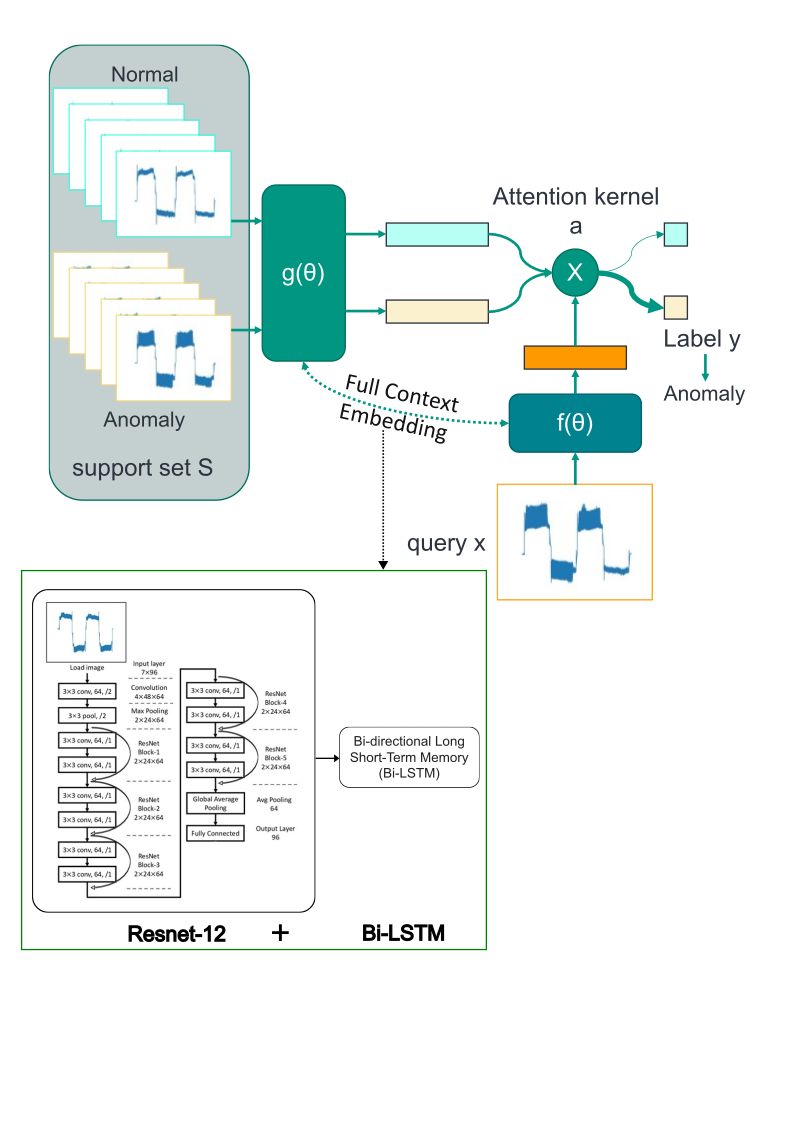 Normal
Anomaly
support set S
g(θ)
Attention kernel
a
X
Label y
Anomaly
Full Context
Embedding
f(θ)
query x
Load image
3×3 conv, 64, /2
3×3 pool, /2
3×3 conv, 64, /1
3×3 conv, 64, /1
3×3 conv, 64, /1
3×3 conv, 64, /1
3×3 conv, 64, /1
3×3 conv, 64, /1
Input layer
7×96
Convolution
4×48×64
Max Pooling
2×24×64
ResNet
Block-1
2×24×64
ResNet
Block-2
2×24×64
ResNet
Block-3
2×24×64
3×3 conv, 64, /1
3×3 conv, 64, /1
3×3 conv, 64, /1
3×3 conv, 64, /1
Global Average
Pooling
Fully Connected
ResNet
Block-4
2×24×64
ResNet
Block-5
2×24×64
Avg Pooling
64
Output Layer
96
Bi-directional Long
Short-Term Memory
(Bi-LSTM)
Resnet-12 + Bi-LSTM